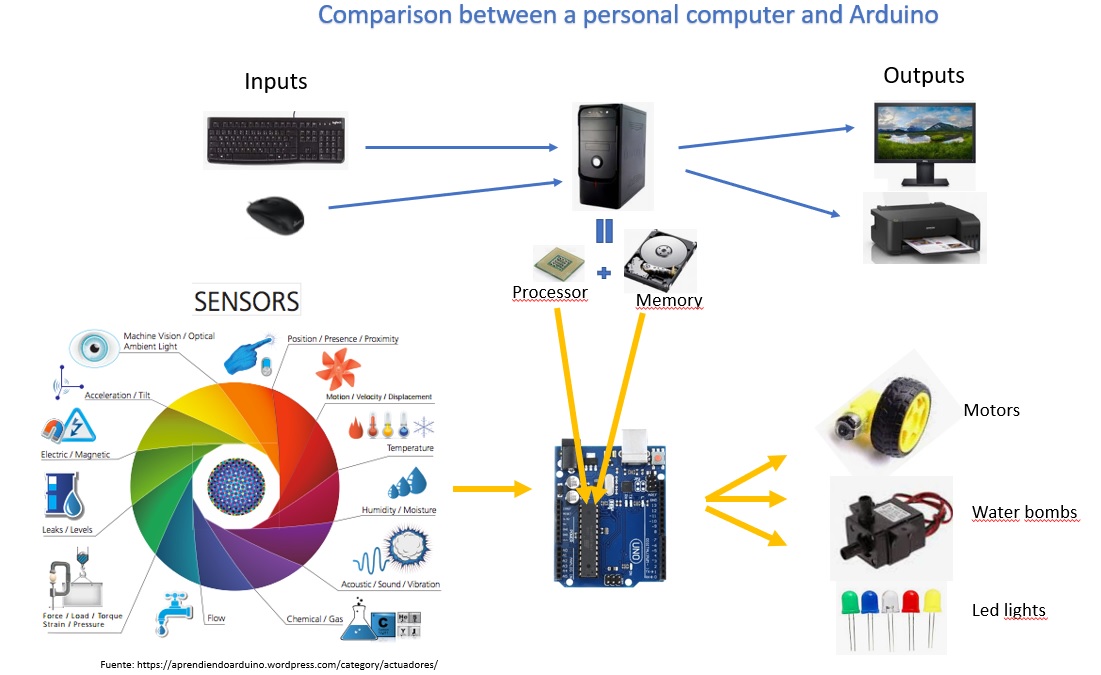 Comparison between a personal computer and Arduino
Inputs
Outputs
Processor
Memory
SENSORS
Machine Vision / Optical
Ambient Light
Position / Presence / Proximity
Acceleration / Tilt
Motion / Velocity / Displacement
Electric / Magnetic
Temperature
Leaks / Levels
Humidity / Moisture
Acoustic / Sound / Vibration
Force / Load / Torque
Strain / Pressure
Flow
Chemical / Gas
C
UNO
Motors
Water bombs
Led lights
Fuente: https://aprendiendoarduino.wordpress.com/category/actuadores/